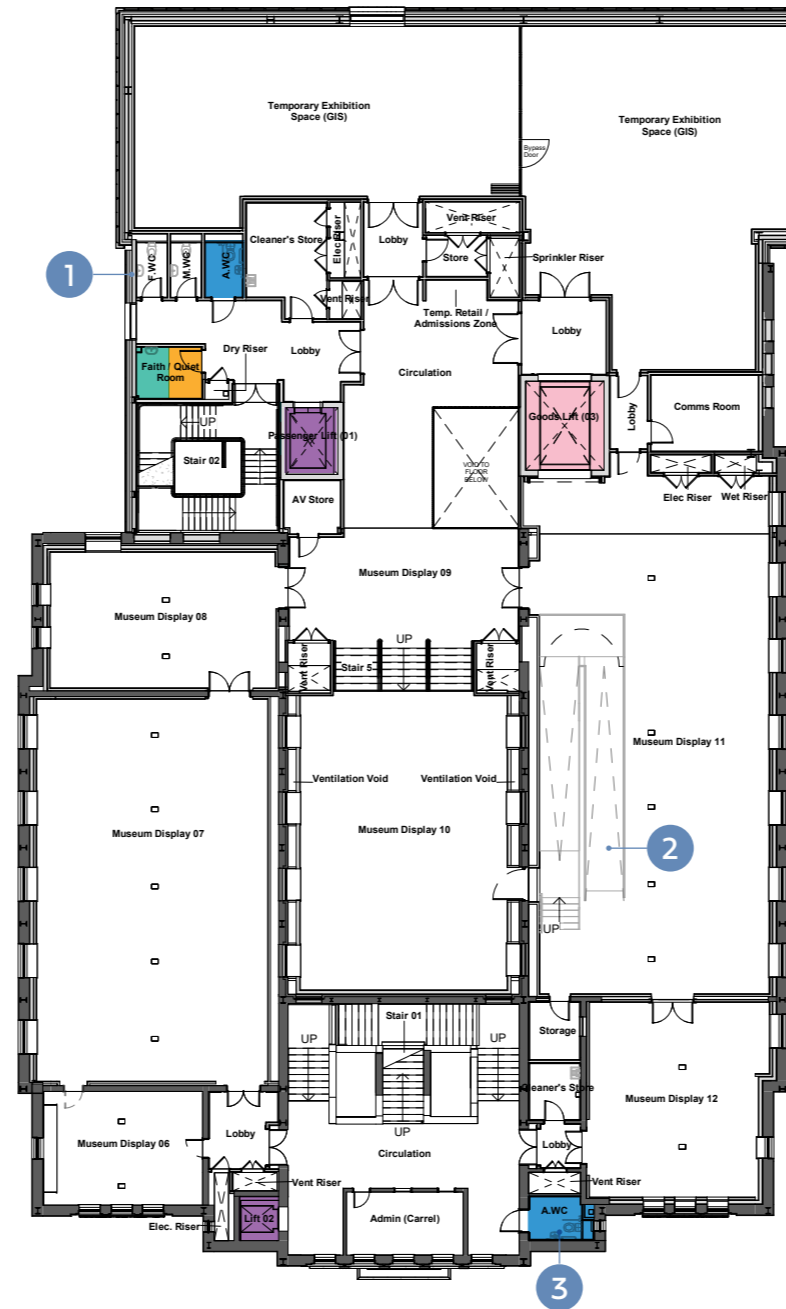 Temporary Exhibition
Space (GIS)
Temporary Exhibition
Space (GIS)
Bypass
Door
Vent Riser
Cleaner's Store
Elec Riser
Lobby
Store
Sprinkler Riser
1
F.WC
M.WC
A.WC
Vent Riser
Temp. Retail /
Admissions Zone
Lobby
Dry Riser
Lobby
Circulation
Faith / Quiet
Room
UP
Passenger Lift (01)
Goods Lift (03)
Lobby
Comms Room
Stair 02
VOID TO
FLOOR
BELOW
AV Store
Elec Riser
Wet Riser
Museum Display 09
Museum Display 08
UP
Vent Riser
Stair 5
Vent Riser
Museum Display 11
Ventilation Void
Ventilation Void
Museum Display 07
Museum Display 10
2
UP
Stair 01
UP
UP
Storage
Cleaner's Store
Museum Display 12
UP
Museum Display 06
Lobby
Circulation
Lobby
Vent Riser
Vent Riser
Elec. Riser
Lift 02
Admin (Carrel)
A.WC
3